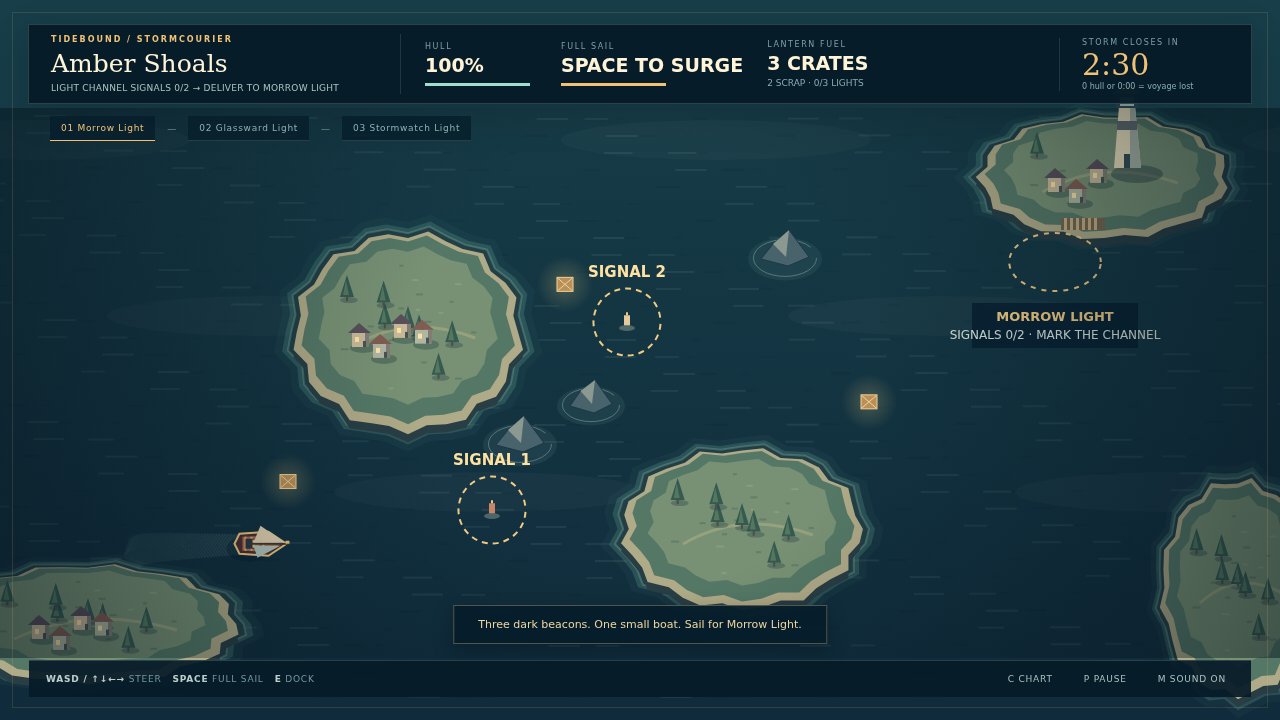 TIDEBOUND / STORMCOURIER
Amber Shoals
LIGHT CHANNEL SIGNALS 0/2 → DELIVER TO MORROW LIGHT
HULL
100%
FULL SAIL
SPACE TO SURGE
LANTERN FUEL
3 CRATES
2 SCRAP · 0/3 LIGHTS
STORM CLOSES IN
2:30
0 hull or 0:00 = voyage lost
01 Morrow Light — 02 Glassward Light — 03 Stormwatch Light
SIGNAL 2
MORROW LIGHT
SIGNALS 0/2 · MARK THE CHANNEL
SIGNAL 1
Three dark beacons. One small boat. Sail for Morrow Light.
WASD / ↑↓←→ STEER SPACE FULL SAIL E DOCK
C CHART P PAUSE M SOUND ON